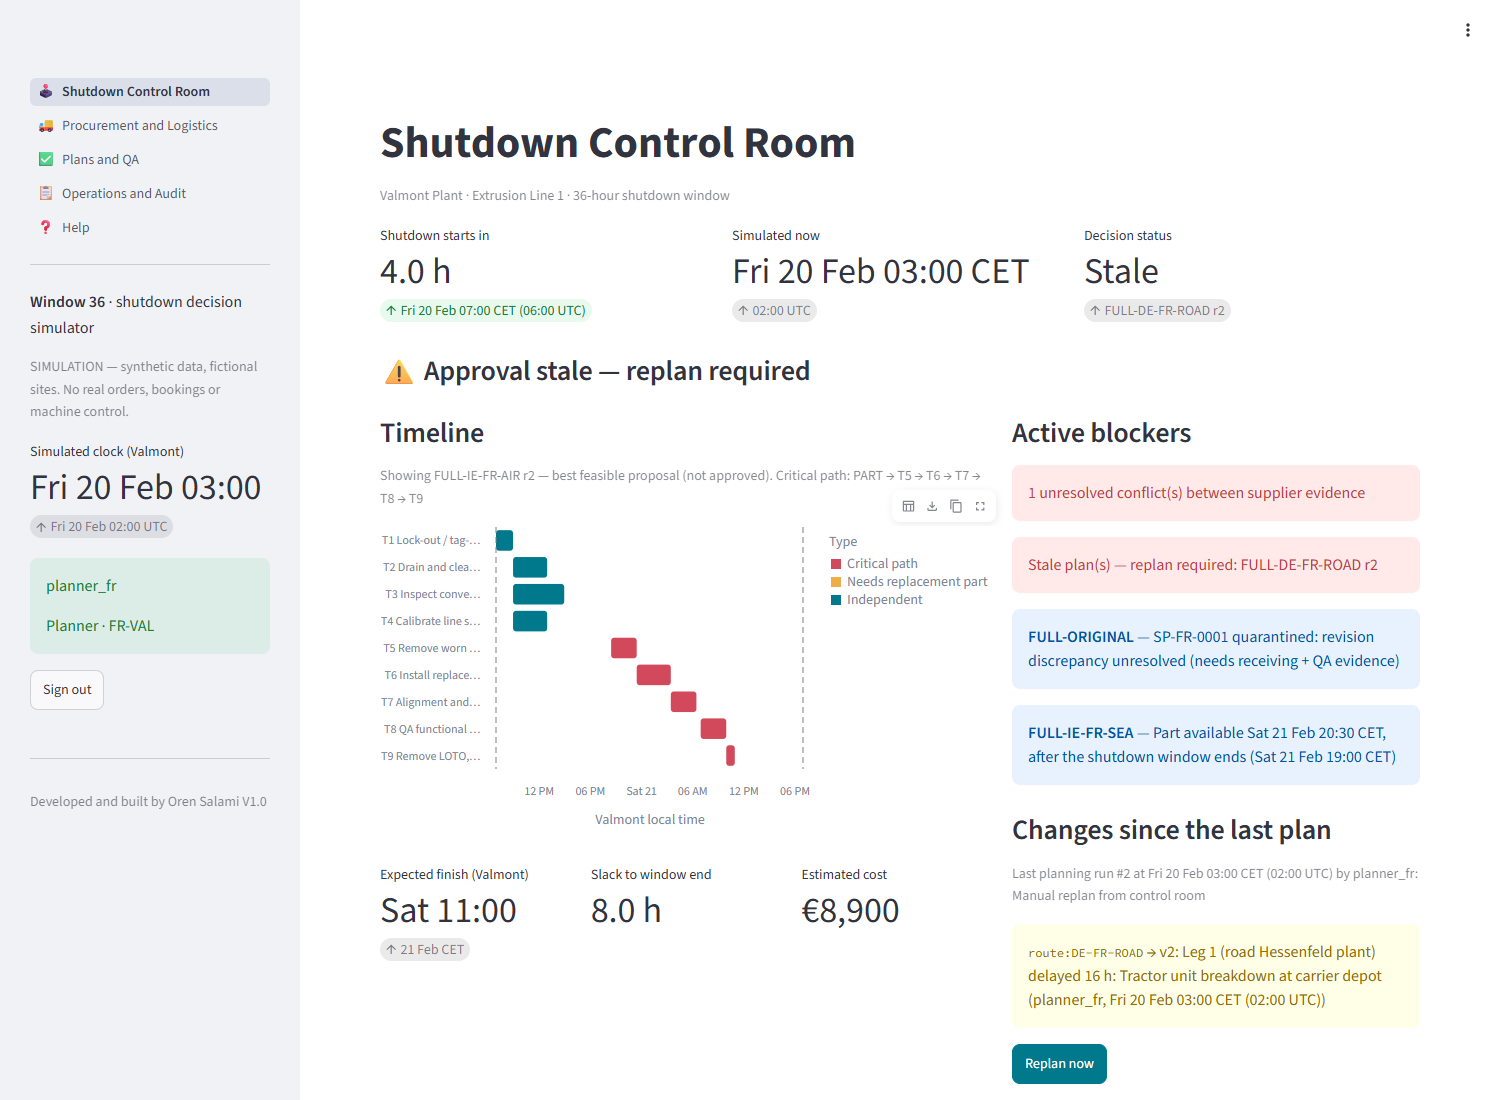 Shutdown Control Room
Procurement and Logistics
Plans and QA
Operations and Audit
Help
Window 36 · shutdown decision
simulator
SIMULATION — synthetic data, fictional
sites. No real orders, bookings or
machine control.
Simulated clock (Valmont)
Fri 20 Feb 03:00
↑ Fri 20 Feb 02:00 UTC
planner_fr
Planner · FR-VAL
Sign out
Developed and built by Oren Salami V1.0
Shutdown Control Room
Valmont Plant · Extrusion Line 1 · 36-hour shutdown window
Shutdown starts in
4.0 h
↑ Fri 20 Feb 07:00 CET (06:00 UTC)
Simulated now
Fri 20 Feb 03:00 CET
↑ 02:00 UTC
Decision status
Stale
↑ FULL-DE-FR-ROAD r2
⚠️ Approval stale — replan required
Timeline
Showing FULL-IE-FR-AIR r2 — best feasible proposal (not approved). Critical path: PART → T5 → T6 → T7 →
T8 → T9
T1 Lock-out / tag-…
T2 Drain and clea…
T3 Inspect conve…
T4 Calibrate line s…
T5 Remove worn …
T6 Install replace…
T7 Alignment and…
T8 QA functional …
T9 Remove LOTO,…
12 PM
06 PM
Sat 21
06 AM
12 PM
06 PM
Valmont local time
Type
Critical path
Needs replacement part
Independent
Expected finish (Valmont)
Sat 11:00
↑ 21 Feb CET
Slack to window end
8.0 h
Estimated cost
€8,900
Active blockers
1 unresolved conflict(s) between supplier evidence
Stale plan(s) — replan required: FULL-DE-FR-ROAD r2
FULL-ORIGINAL — SP-FR-0001 quarantined: revision
discrepancy unresolved (needs receiving + QA evidence)
FULL-IE-FR-SEA — Part available Sat 21 Feb 20:30 CET,
after the shutdown window ends (Sat 21 Feb 19:00 CET)
Changes since the last plan
Last planning run #2 at Fri 20 Feb 03:00 CET (02:00 UTC) by planner_fr:
Manual replan from control room
route:DE-FR-ROAD → v2: Leg 1 (road Hessenfeld plant)
delayed 16 h: Tractor unit breakdown at carrier depot
(planner_fr, Fri 20 Feb 03:00 CET (02:00 UTC))
Replan now